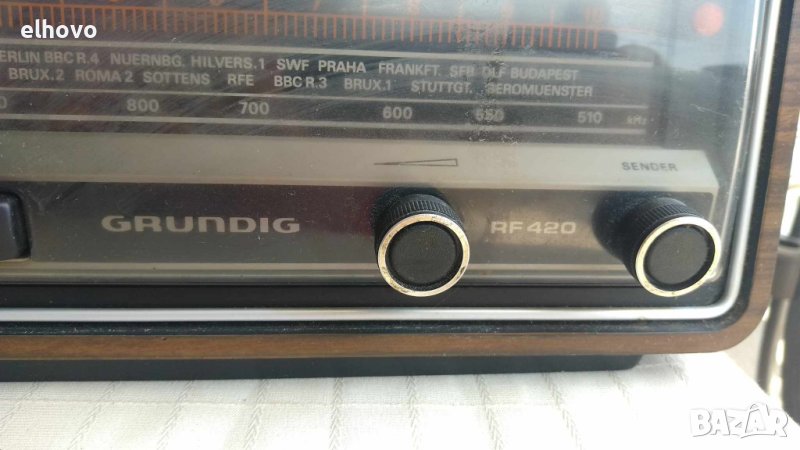 elhovo
BERLIN BBC R.4 NUERNBG. HILVERS.1 SWF PRAHA FRANKFT. SFB DLF BUDAPEST
BRUX.2 ROMA 2 SOTTENS RFE BBC R.3 BRUX.1 STUTTGT. BEROMUENSTER
800 700 600 550 510 kHz
SENDER
GRUNDIG RF 420
BAZAR